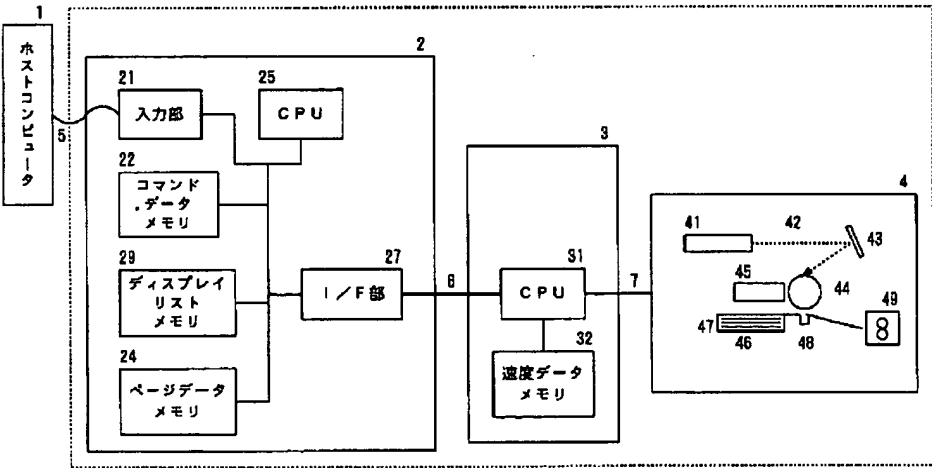 1
ホストコンピュータ
5
2
21
入力部
25
CPU
22
コマンド
.データ
メモリ
29
ディスプレイ
リスト
メモリ
24
ページデータ
メモリ
27
I/F部
6
3
31
CPU
32
速度データ
メモリ
7
4
41
42
43
45
44
47
46
48
49